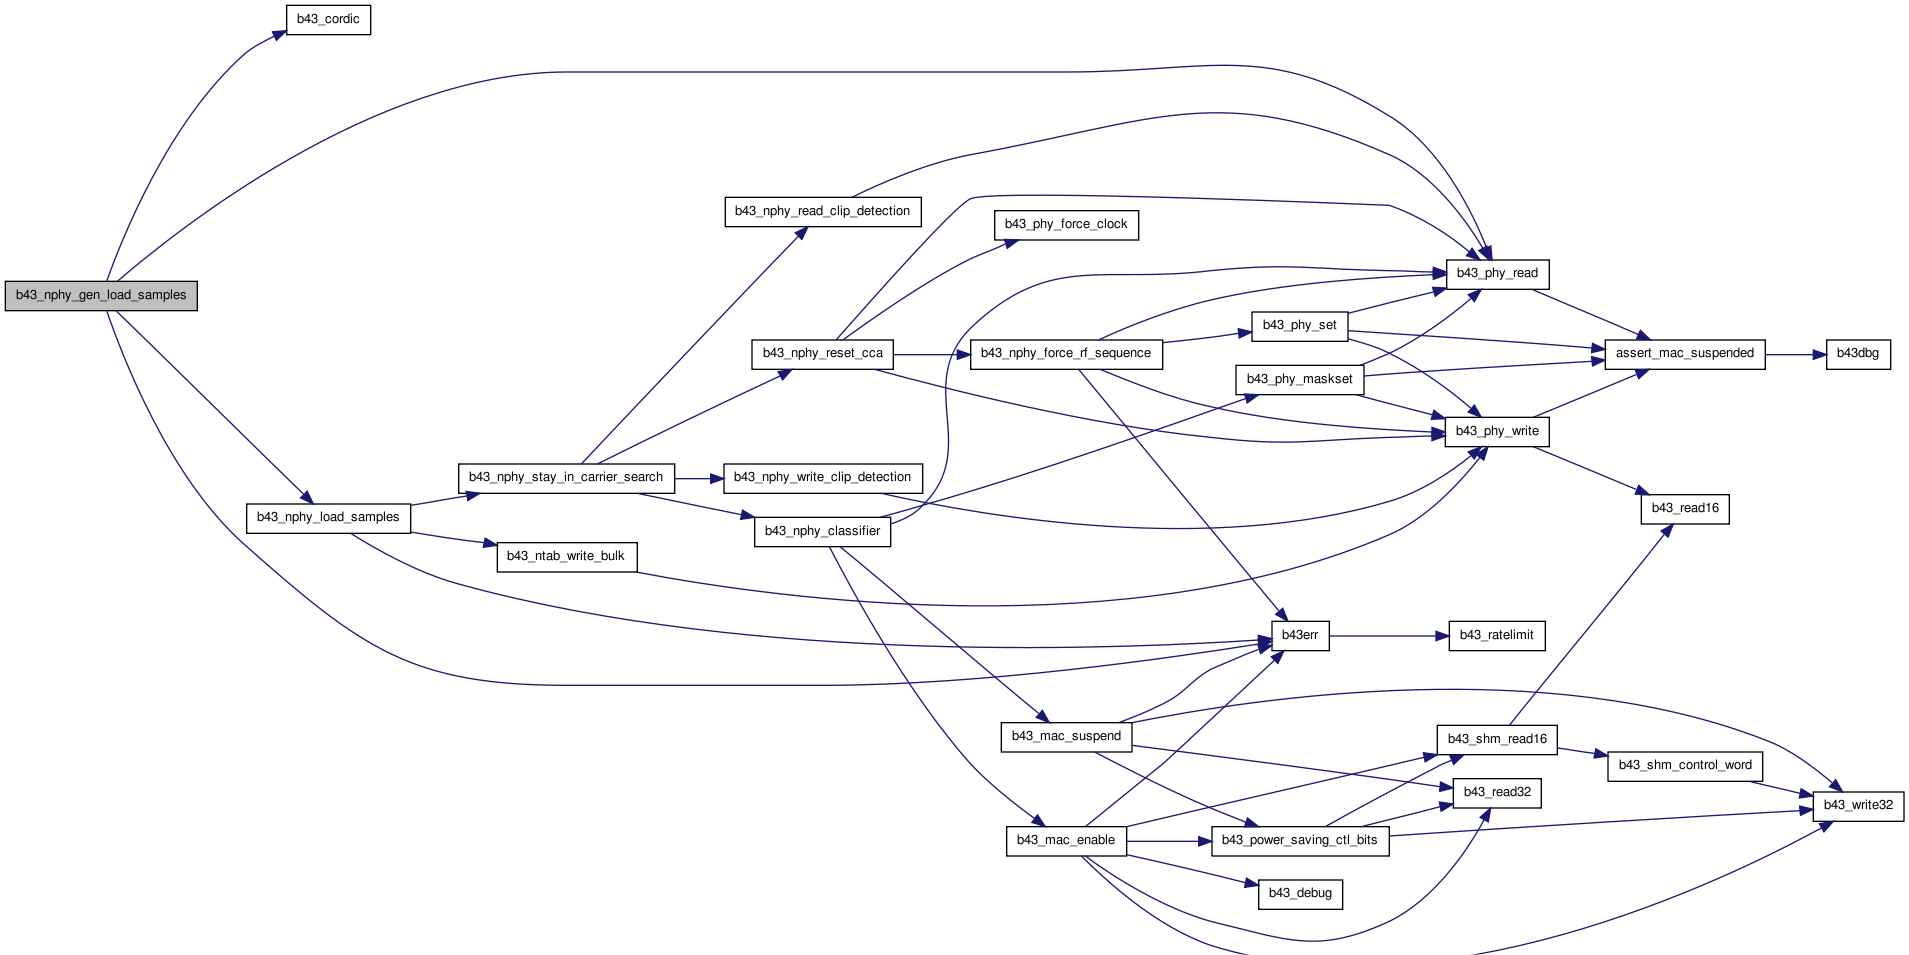 b43_cordic
b43_nphy_read_clip_detection
b43_phy_force_clock
b43_phy_read
b43_nphy_gen_load_samples
b43_phy_set
b43_nphy_reset_cca
b43_nphy_force_rf_sequence
assert_mac_suspended
b43dbg
b43_phy_maskset
b43_phy_write
b43_nphy_stay_in_carrier_search
b43_nphy_write_clip_detection
b43_read16
b43_nphy_load_samples
b43_nphy_classifier
b43_ntab_write_bulk
b43err
b43_ratelimit
b43_mac_suspend
b43_shm_read16
b43_shm_control_word
b43_read32
b43_write32
b43_mac_enable
b43_power_saving_ctl_bits
b43_debug